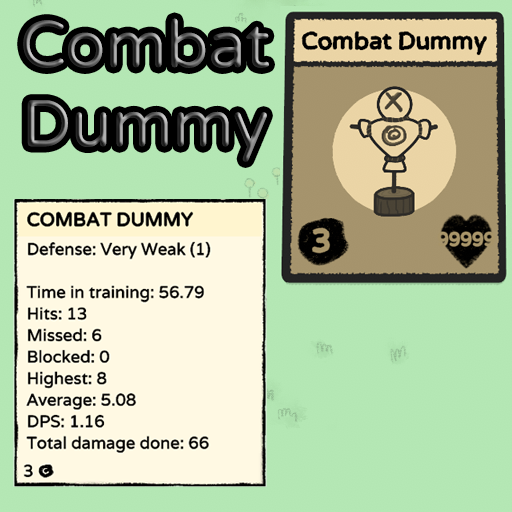 Combat
Dummy
Combat Dummy
3
99999
COMBAT DUMMY
Defense: Very Weak (1)
Time in training: 56.79
Hits: 13
Missed: 6
Blocked: 0
Highest: 8
Average: 5.08
DPS: 1.16
Total damage done: 66
3